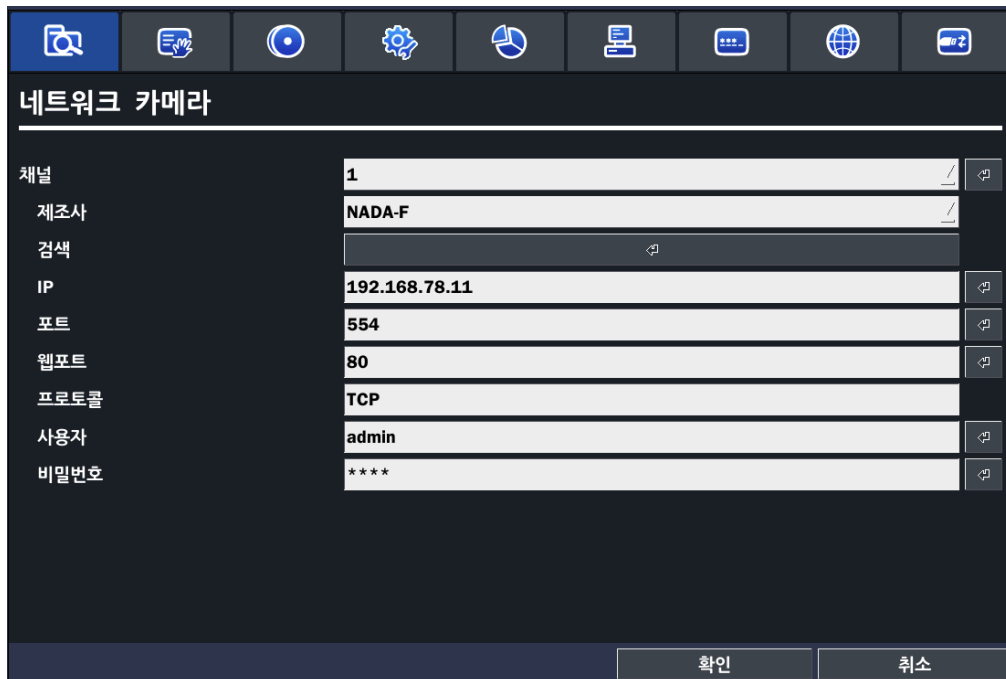 네트워크 카메라
채널 1
제조사 NADA-F
검색
IP 192.168.78.11
포트 554
웹포트 80
프로토콜 TCP
사용자 admin
비밀번호 ****
확인 취소